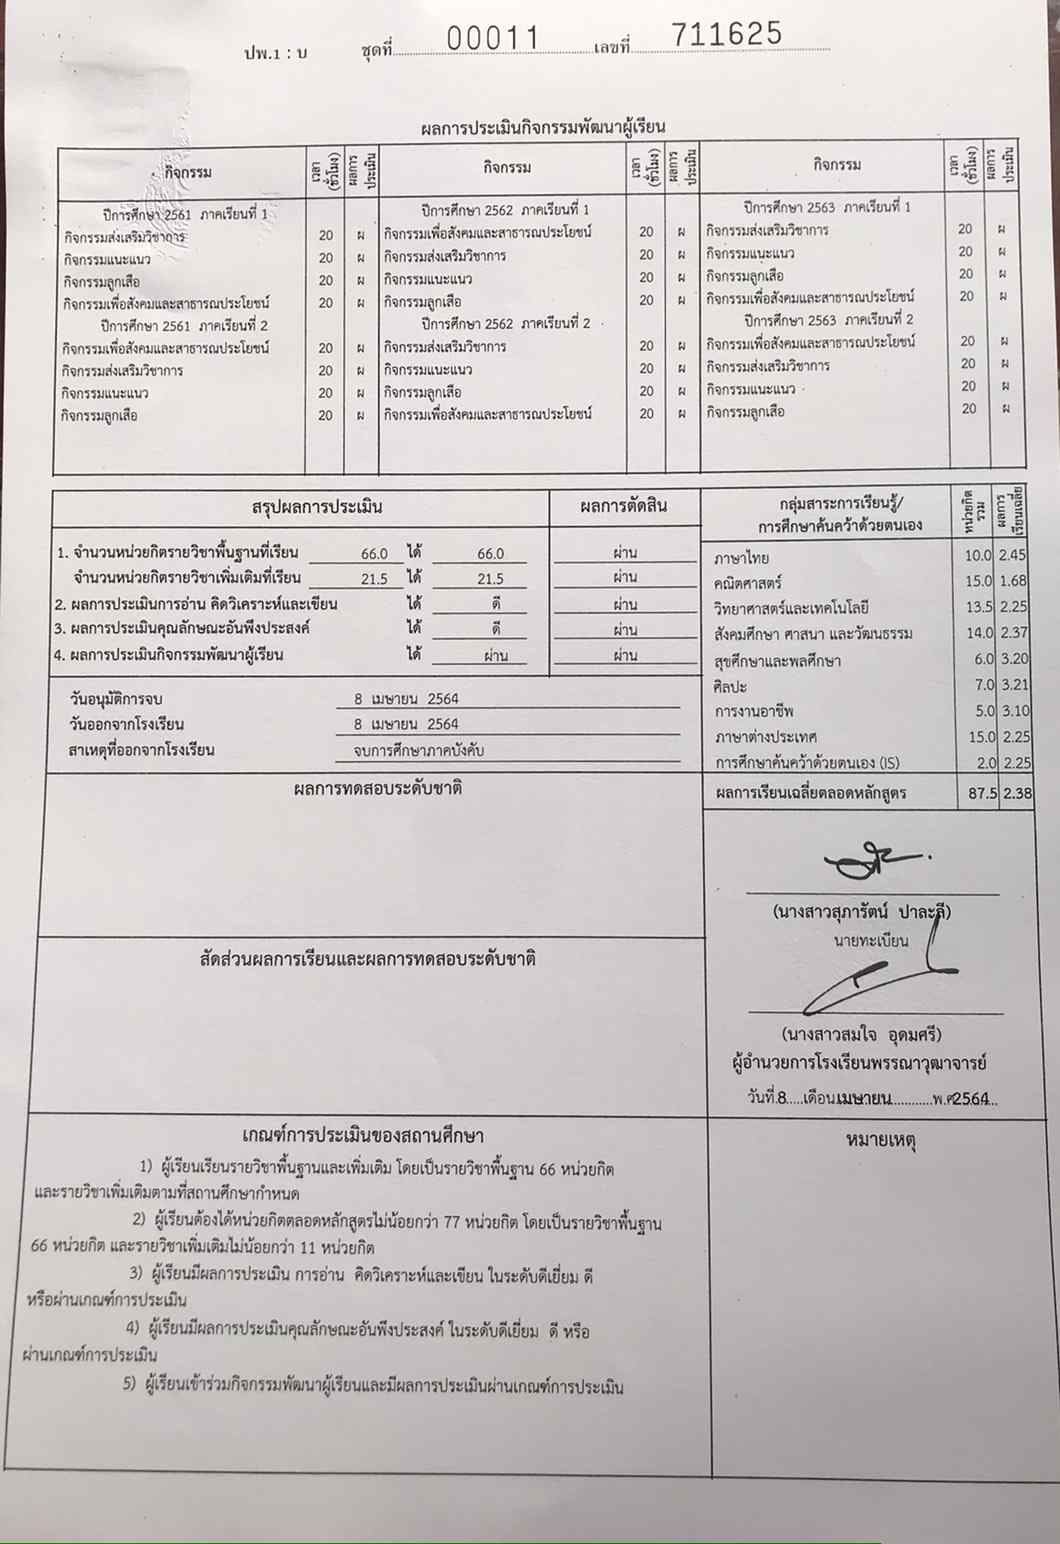 ปพ.1 : บ ชุดที่ 00011 เลขที่ 711625
ผลการประเมินกิจกรรมพัฒนาผู้เรียน
กิจกรรม เวลา (ชั่วโมง) ผลการประเมิน กิจกรรม เวลา (ชั่วโมง) ผลการประเมิน กิจกรรม เวลา (ชั่วโมง) ผลการประเมิน
ปีการศึกษา 2561 ภาคเรียนที่ 1 ปีการศึกษา 2562 ภาคเรียนที่ 1 ปีการศึกษา 2563 ภาคเรียนที่ 1
กิจกรรมส่งเสริมวิชาการ 20 ผ กิจกรรมเพื่อสังคมและสาธารณประโยชน์ 20 ผ กิจกรรมส่งเสริมวิชาการ 20 ผ
กิจกรรมแนะแนว 20 ผ กิจกรรมส่งเสริมวิชาการ 20 ผ กิจกรรมแนะแนว 20 ผ
กิจกรรมลูกเสือ 20 ผ กิจกรรมแนะแนว 20 ผ กิจกรรมลูกเสือ 20 ผ
กิจกรรมเพื่อสังคมและสาธารณประโยชน์ 20 ผ กิจกรรมลูกเสือ 20 ผ กิจกรรมเพื่อสังคมและสาธารณประโยชน์ 20 ผ
ปีการศึกษา 2561 ภาคเรียนที่ 2 ปีการศึกษา 2562 ภาคเรียนที่ 2 ปีการศึกษา 2563 ภาคเรียนที่ 2
กิจกรรมเพื่อสังคมและสาธารณประโยชน์ 20 ผ กิจกรรมส่งเสริมวิชาการ 20 ผ กิจกรรมเพื่อสังคมและสาธารณประโยชน์ 20 ผ
กิจกรรมส่งเสริมวิชาการ 20 ผ กิจกรรมแนะแนว 20 ผ กิจกรรมส่งเสริมวิชาการ 20 ผ
กิจกรรมแนะแนว 20 ผ กิจกรรมลูกเสือ 20 ผ กิจกรรมแนะแนว 20 ผ
กิจกรรมลูกเสือ 20 ผ กิจกรรมเพื่อสังคมและสาธารณประโยชน์ 20 ผ กิจกรรมลูกเสือ 20 ผ
สรุปผลการประเมิน ผลการตัดสิน
1. จำนวนหน่วยกิตรายวิชาพื้นฐานที่เรียน 66.0 ได้ 66.0 ผ่าน
จำนวนหน่วยกิตรายวิชาเพิ่มเติมที่เรียน 21.5 ได้ 21.5 ผ่าน
2. ผลการประเมินการอ่าน คิดวิเคราะห์และเขียน ได้ ดี ผ่าน
3. ผลการประเมินคุณลักษณะอันพึงประสงค์ ได้ ดี ผ่าน
4. ผลการประเมินกิจกรรมพัฒนาผู้เรียน ได้ ผ่าน ผ่าน
วันอนุมัติการจบ 8 เมษายน 2564
วันออกจากโรงเรียน 8 เมษายน 2564
สาเหตุที่ออกจากโรงเรียน จบการศึกษาภาคบังคับ
กลุ่มสาระการเรียนรู้/ หน่วยกิตรวม ผลการเรียนเฉลี่ย
การศึกษาค้นคว้าด้วยตนเอง
ภาษาไทย 10.0 2.45
คณิตศาสตร์ 15.0 1.68
วิทยาศาสตร์และเทคโนโลยี 13.5 2.25
สังคมศึกษา ศาสนา และวัฒนธรรม 14.0 2.37
สุขศึกษาและพลศึกษา 6.0 3.20
ศิลปะ 7.0 3.21
การงานอาชีพ 5.0 3.10
ภาษาต่างประเทศ 15.0 2.25
การศึกษาค้นคว้าด้วยตนเอง (IS) 2.0 2.25
ผลการเรียนเฉลี่ยตลอดหลักสูตร 87.5 2.38
ผลการทดสอบระดับชาติ
สัดส่วนผลการเรียนและผลการทดสอบระดับชาติ
(นางสาวสุภารัตน์ ปาละลี)
นายทะเบียน
(นางสาวสมใจ อุดมศรี)
ผู้อำนวยการโรงเรียนพรรณาวุฒาจารย์
วันที่.8.....เดือน.เมษายน...........พ.ศ.2564...
เกณฑ์การประเมินของสถานศึกษา
1) ผู้เรียนเรียนรายวิชาพื้นฐานและเพิ่มเติม โดยเป็นรายวิชาพื้นฐาน 66 หน่วยกิต
และรายวิชาเพิ่มเติมตามที่สถานศึกษากำหนด
2) ผู้เรียนต้องได้หน่วยกิตตลอดหลักสูตรไม่น้อยกว่า 77 หน่วยกิต โดยเป็นรายวิชาพื้นฐาน
66 หน่วยกิต และรายวิชาเพิ่มเติมไม่น้อยกว่า 11 หน่วยกิต
3) ผู้เรียนมีผลการประเมิน การอ่าน คิดวิเคราะห์และเขียน ในระดับดีเยี่ยม ดี
หรือผ่านเกณฑ์การประเมิน
4) ผู้เรียนมีผลการประเมินคุณลักษณะอันพึงประสงค์ ในระดับดีเยี่ยม ดี หรือ
ผ่านเกณฑ์การประเมิน
5) ผู้เรียนเข้าร่วมกิจกรรมพัฒนาผู้เรียนและมีผลการประเมินผ่านเกณฑ์การประเมิน
หมายเหตุ